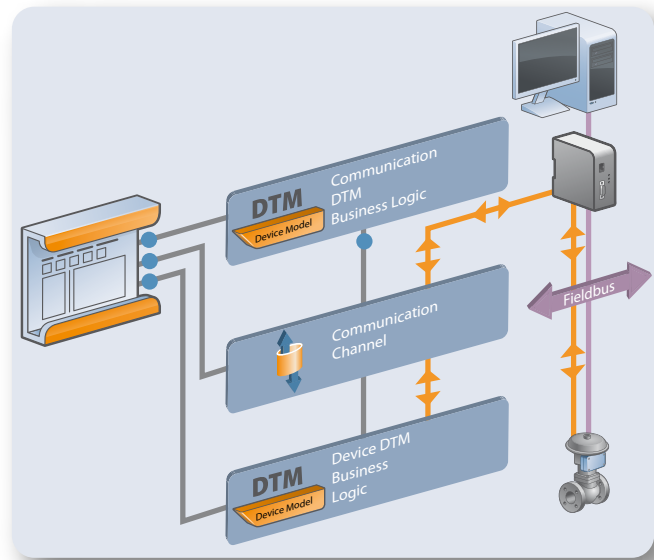 Communication
DTM
Business Logic
DTM
Device Model
Fieldbus
Communication
Channel
Device DTM
Business
Logic
DTM
Device Model